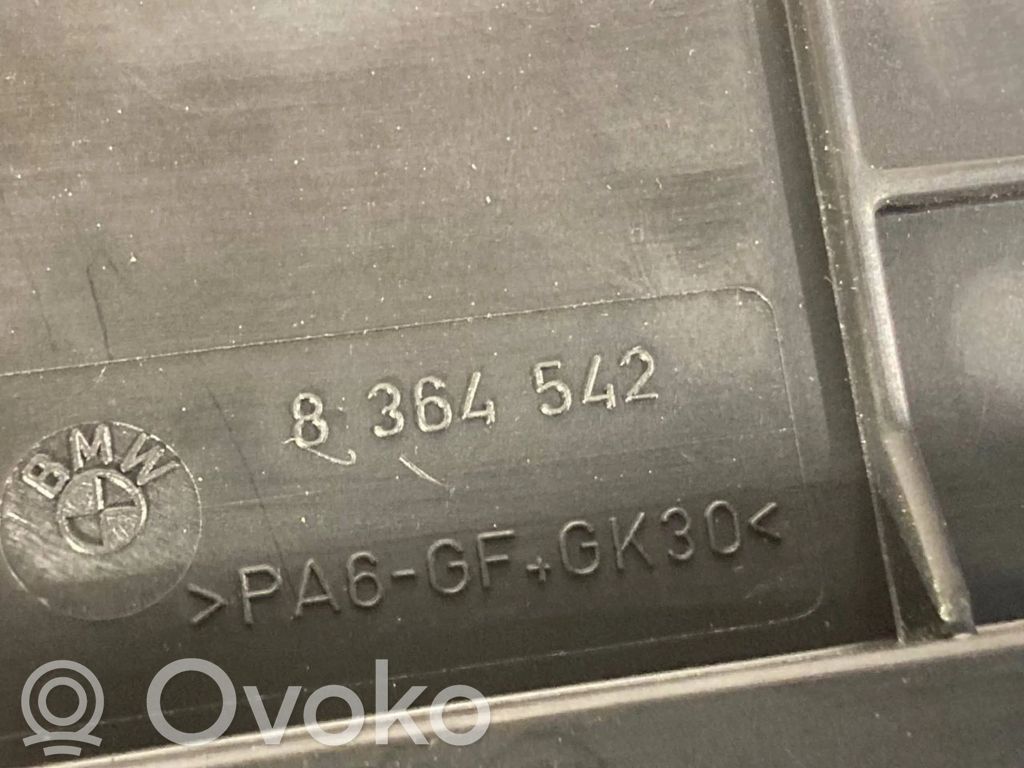 8 364 542
BMW
>PA6-GF+GK30<
Ovoko